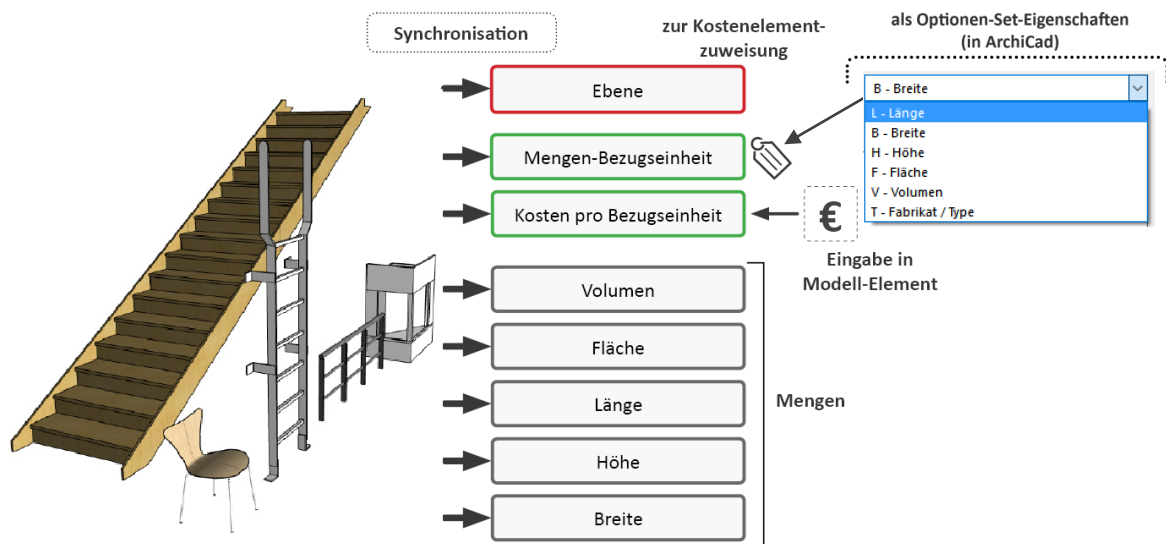 Synchronisation
zur Kostenelement-
zuweisung
als Optionen-Set-Eigenschaften
(in ArchiCad)
Ebene
B - Breite
L - Länge
B - Breite
H - Höhe
F - Fläche
V - Volumen
T - Fabrikat / Type
Mengen-Bezugseinheit
Kosten pro Bezugseinheit
€
Eingabe in
Modell-Element
Volumen
Fläche
Länge
Höhe
Breite
Mengen